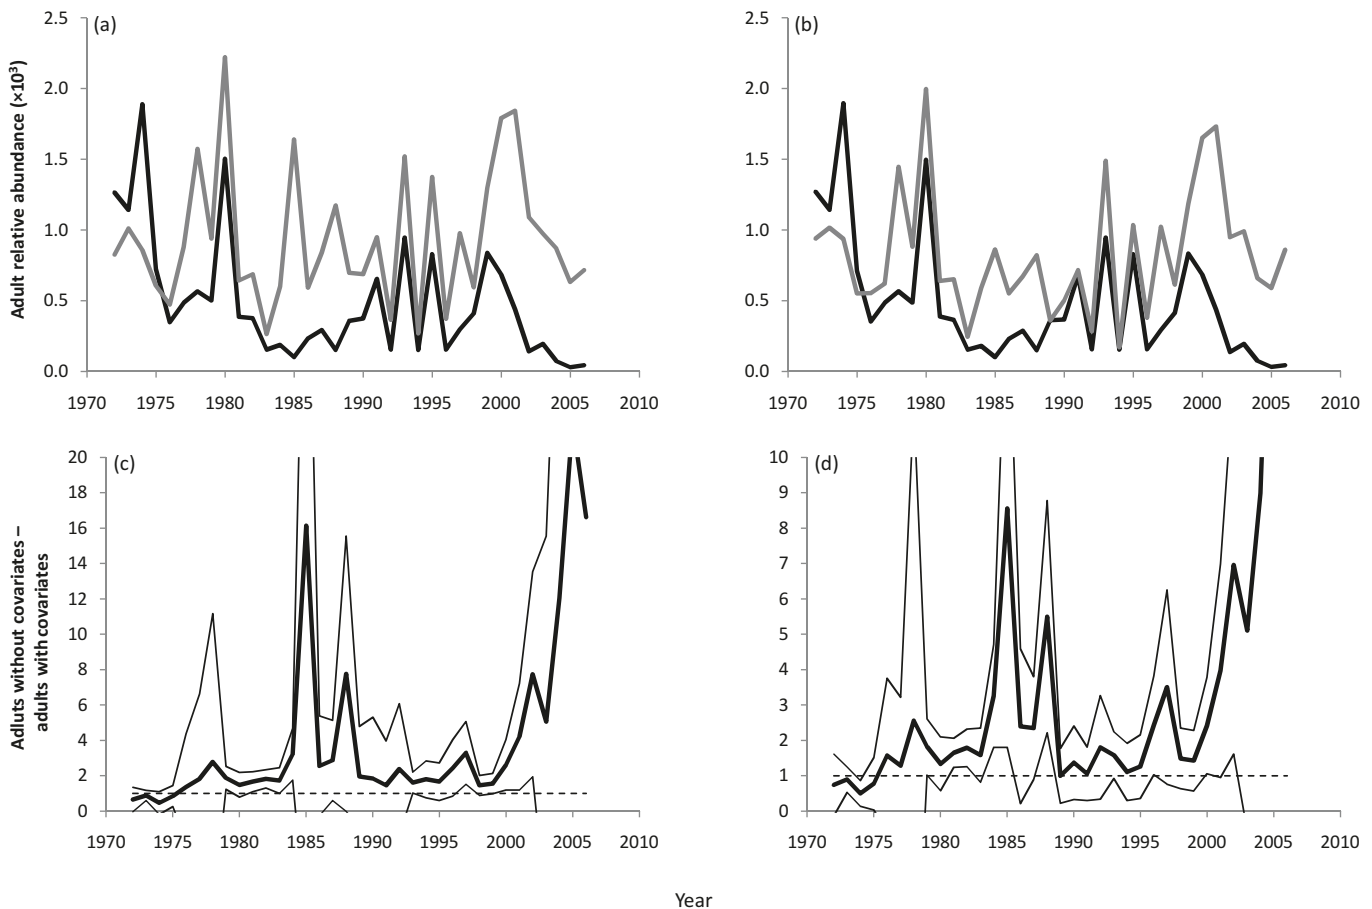 (a)
(b)
Adult relative abundance (×10³)
2.5
2.0
1.5
1.0
0.5
0.0
1970 1975 1980 1985 1990 1995 2000 2005 2010
2.5
2.0
1.5
1.0
0.5
0.0
1970 1975 1980 1985 1990 1995 2000 2005 2010
(c)
(d)
Adluts without covariates –
adults with covariates
20
18
16
14
12
10
8
6
4
2
0
1970 1975 1980 1985 1990 1995 2000 2005 2010
10
9
8
7
6
5
4
3
2
1
0
1970 1975 1980 1985 1990 1995 2000 2005 2010
Year